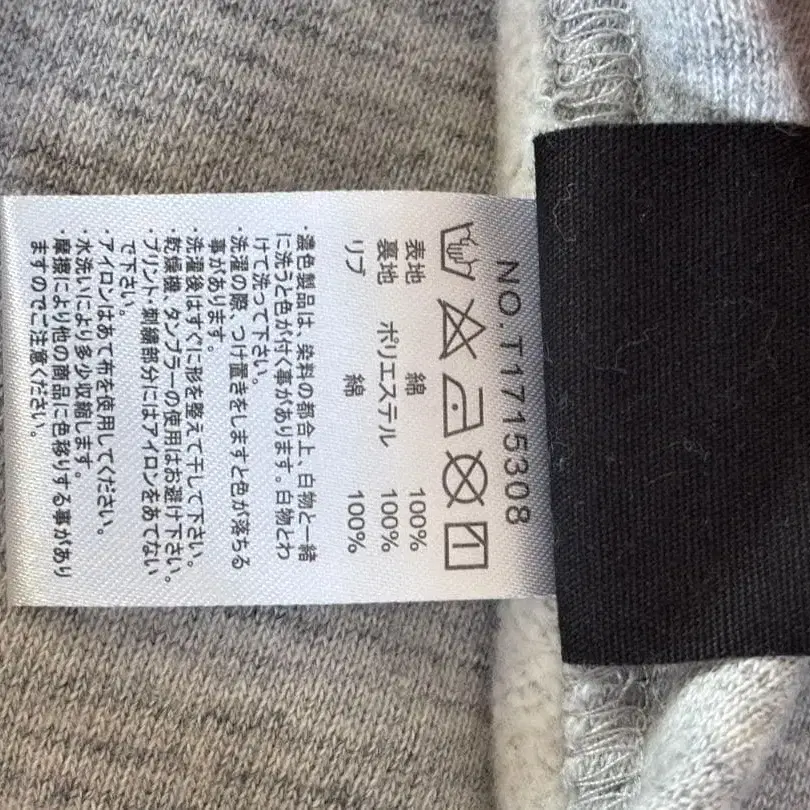 NO.T1715308
表地 綿 100%
裏地 ポリエステル 100%
リブ 綿 100%
・濃色製品は、染料の都合上、白物と一緒
に洗うと色が付く事があります。白物とわ
けて洗って下さい。
・洗濯の際、つけ置きをしますと色が落ちる
事があります。
・洗濯後はすぐに形を整えて干して下さい。
・乾燥機、タンブラーの使用はお避け下さい。
・プリント・刺繍部分にはアイロンをあてない
で下さい。
・アイロンはあて布を使用してください。
・水洗いにより多少収縮します。
・摩擦により他の商品に色移りする事があり
ますのでご注意ください。